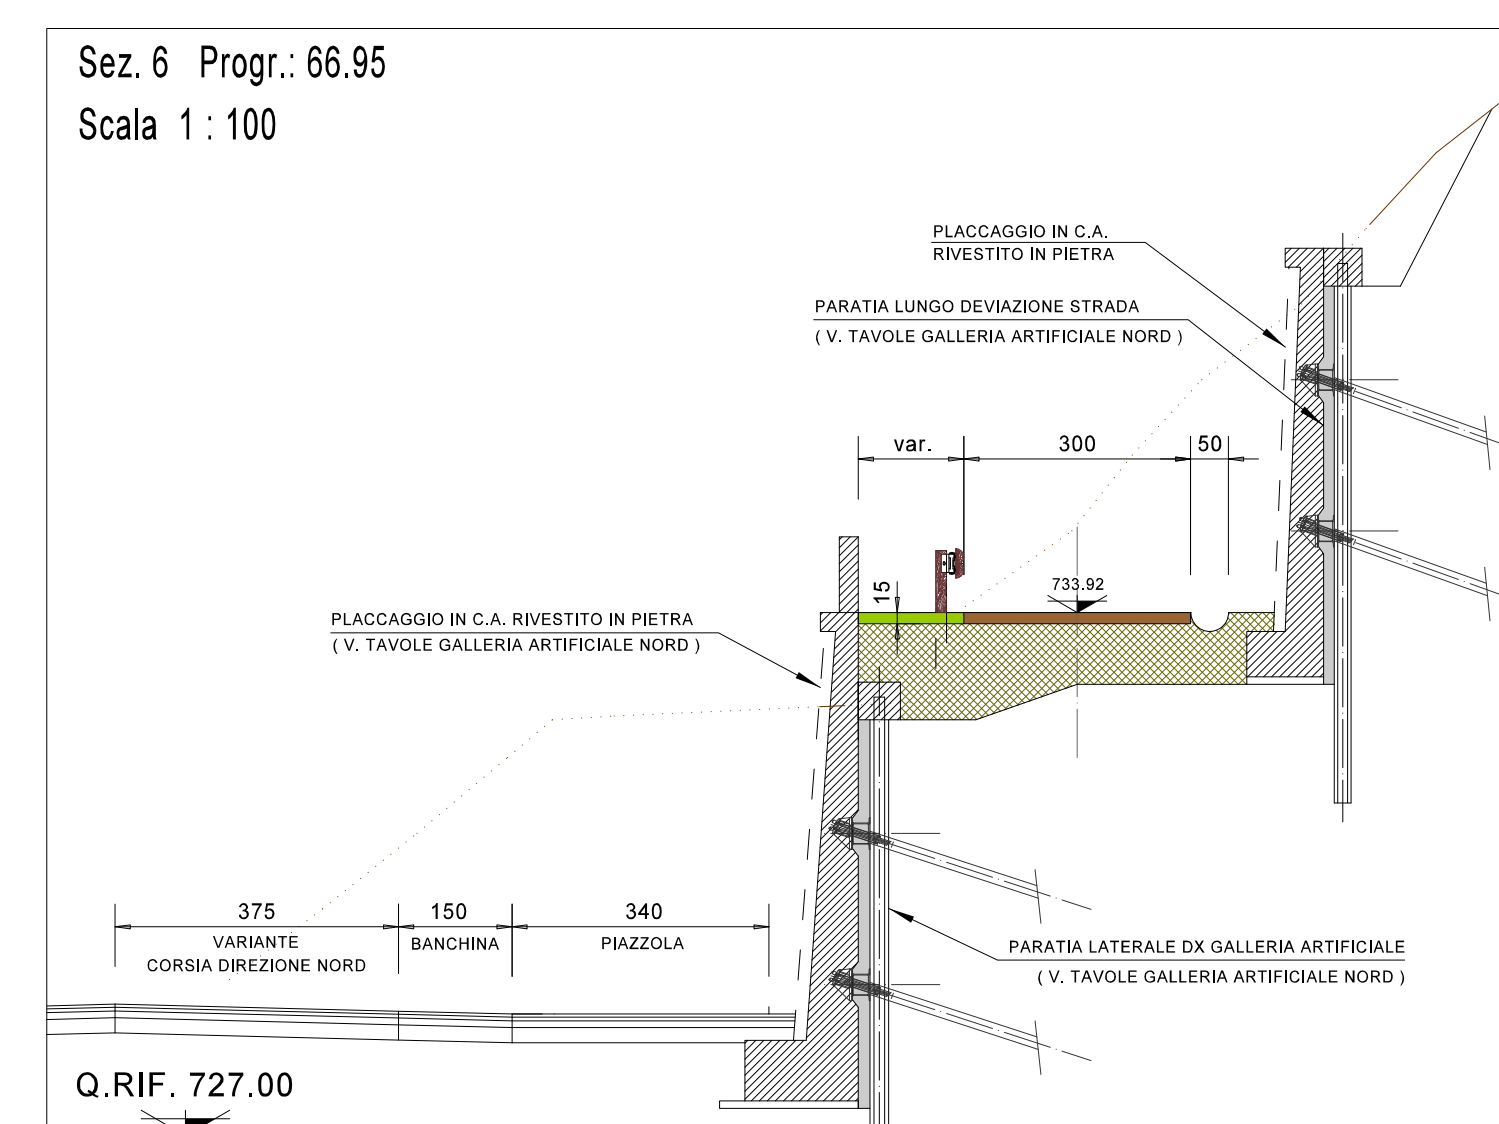 Sez. 6 Progr.: 66.95
Scala 1 : 100
PLACCAGGIO IN C.A.
RIVESTITO IN PIETRA
PARATIA LUNGO DEVIAZIONE STRADA
( V. TAVOLE GALLERIA ARTIFICIALE NORD )
var. 300 50
733.92
15
PLACCAGGIO IN C.A. RIVESTITO IN PIETRA
( V. TAVOLE GALLERIA ARTIFICIALE NORD )
375 150 340
VARIANTE
CORSIA DIREZIONE NORD
BANCHINA
PIAZZOLA
PARATIA LATERALE DX GALLERIA ARTIFICIALE
( V. TAVOLE GALLERIA ARTIFICIALE NORD )
Q.RIF. 727.00